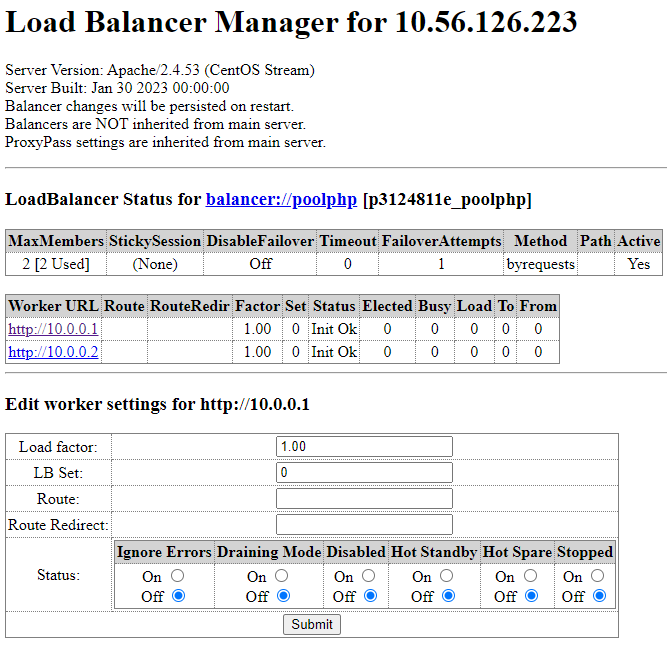 Load Balancer Manager for 10.56.126.223
Server Version: Apache/2.4.53 (CentOS Stream)
Server Built: Jan 30 2023 00:00:00
Balancer changes will be persisted on restart.
Balancers are NOT inherited from main server.
ProxyPass settings are inherited from main server.
LoadBalancer Status for balancer://poolphp [p3124811e_poolphp]
MaxMembers StickySession DisableFailover Timeout FailoverAttempts Method Path Active
2 [2 Used] (None) Off 0 1 byrequests Yes
Worker URL Route RouteRedir Factor Set Status Elected Busy Load To From
http://10.0.0.1 1.00 0 Init Ok 0 0 0 0 0
http://10.0.0.2 1.00 0 Init Ok 0 0 0 0 0
Edit worker settings for http://10.0.0.1
Load factor: 1.00
LB Set: 0
Route:
Route Redirect:
Status:
Ignore Errors Draining Mode Disabled Hot Standby Hot Spare Stopped
On On On On On On
Off Off Off Off Off Off
Submit